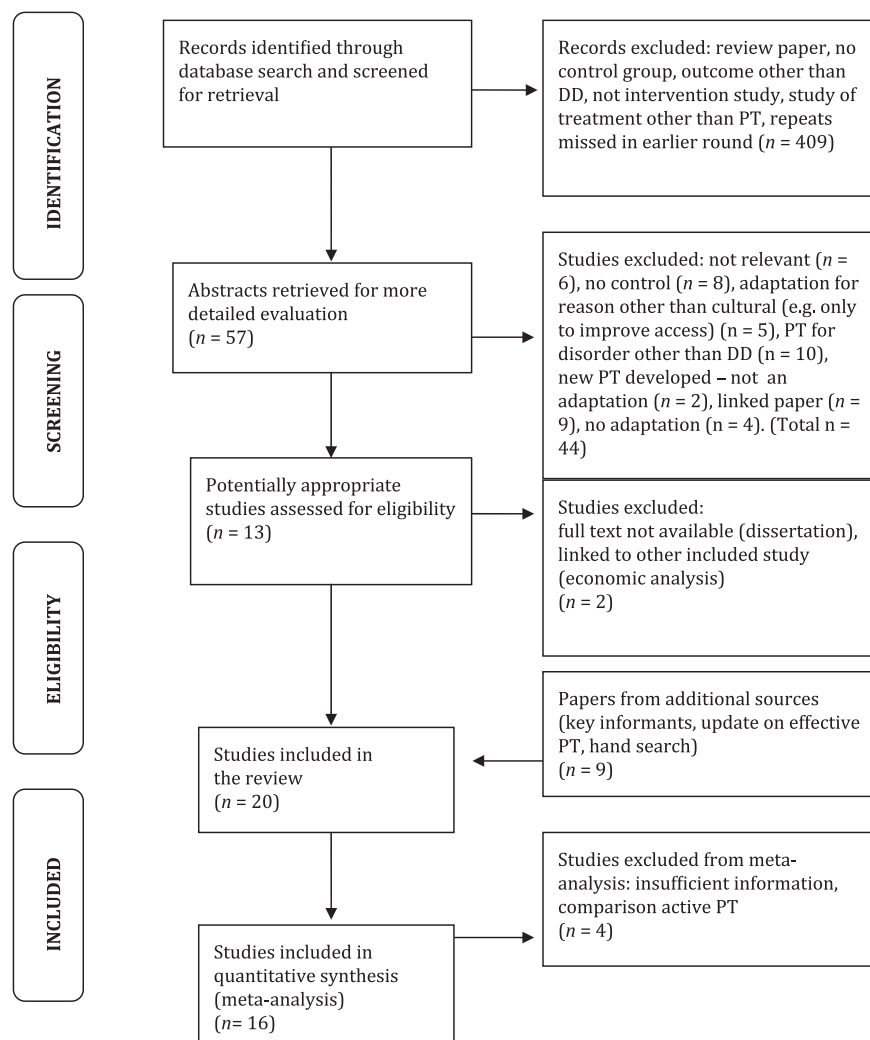 IDENTIFICATION
Records identified through
database search and screened
for retrieval
Records excluded: review paper, no
control group, outcome other than
DD, not intervention study, study of
treatment other than PT, repeats
missed in earlier round (n = 409)
SCREENING
Abstracts retrieved for more
detailed evaluation
(n = 57)
Studies excluded: not relevant (n =
6), no control (n = 8), adaptation for
reason other than cultural (e.g. only
to improve access) (n = 5), PT for
disorder other than DD (n = 10),
new PT developed – not an
adaptation (n = 2), linked paper (n =
9), no adaptation (n = 4). (Total n =
44)
Potentially appropriate
studies assessed for eligibility
(n = 13)
Studies excluded:
full text not available (dissertation),
linked to other included study
(economic analysis)
(n = 2)
ELIGIBILITY
Papers from additional sources
(key informants, update on effective
PT, hand search)
(n = 9)
Studies included in
the review
(n = 20)
INCLUDED
Studies excluded from meta-
analysis: insufficient information,
comparison active PT
(n = 4)
Studies included in
quantitative synthesis
(meta-analysis)
(n= 16)